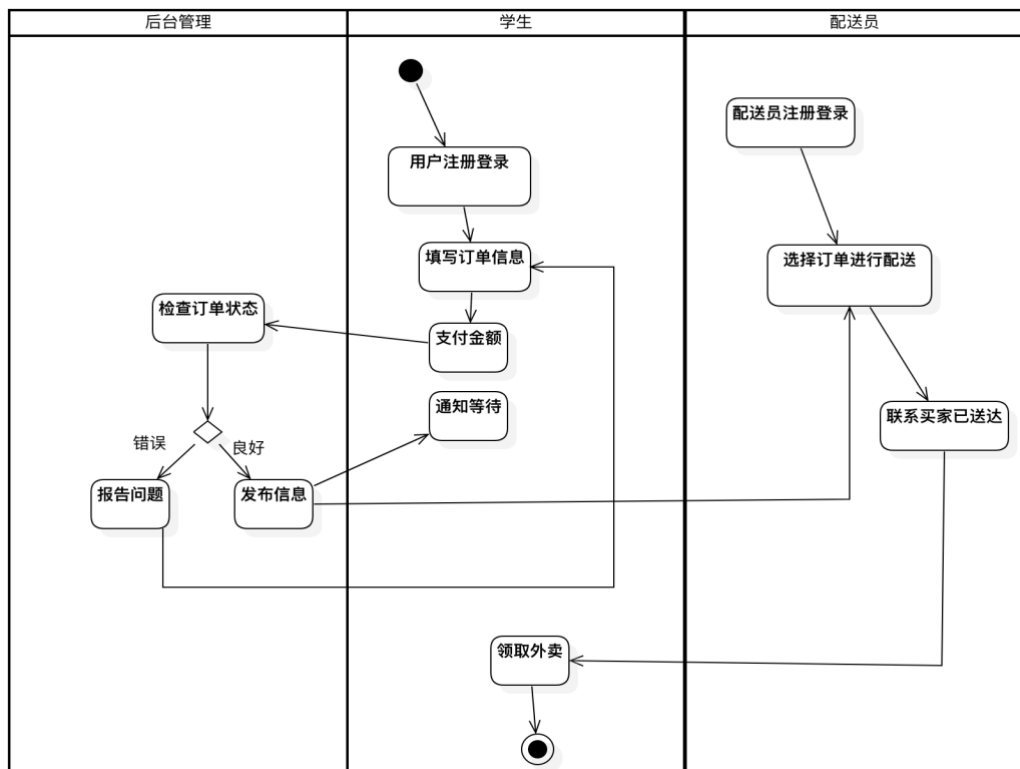 后台管理
学生
配送员
配送员注册登录
用户注册登录
填写订单信息
选择订单进行配送
检查订单状态
支付金额
通知等待
联系买家已送达
错误
良好
报告问题
发布信息
领取外卖